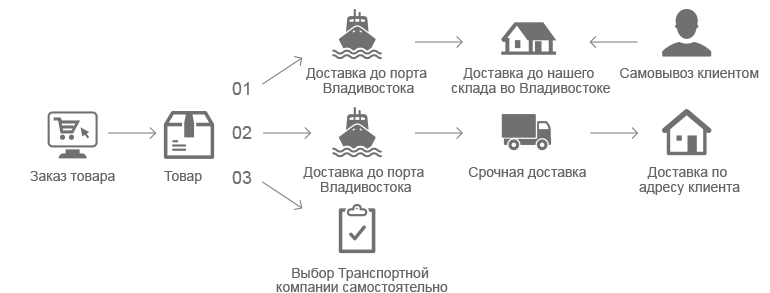 01
Доставка до порта
Владивостока
Доставка до нашего
склада во Владивостоке
Самовывоз клиентом
Заказ товара
Товар
02
Доставка до порта
Владивостока
Срочная доставка
Доставка по
адресу клиента
03
Выбор Транспортной
компании самостоятельно